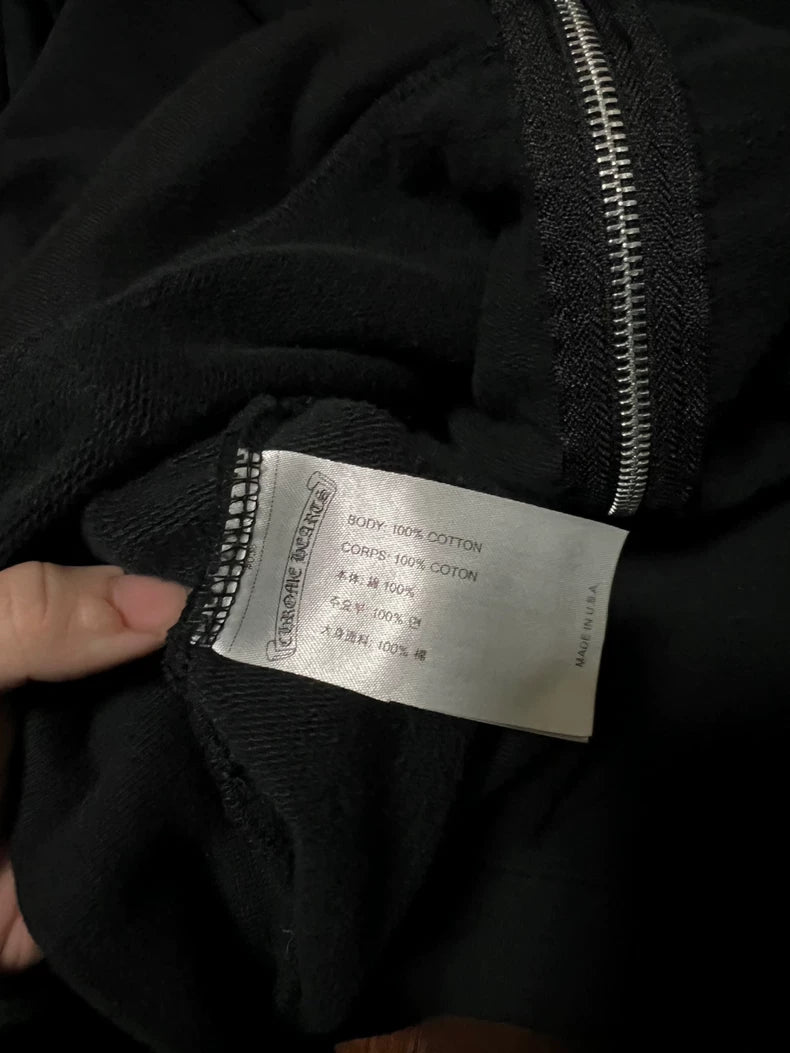 CHROME HEARTS
BODY: 100% COTTON
CORPS: 100% COTON
本体: 綿 100%
주요부: 100% 면
大身面料: 100% 棉
MADE IN U.S.A.